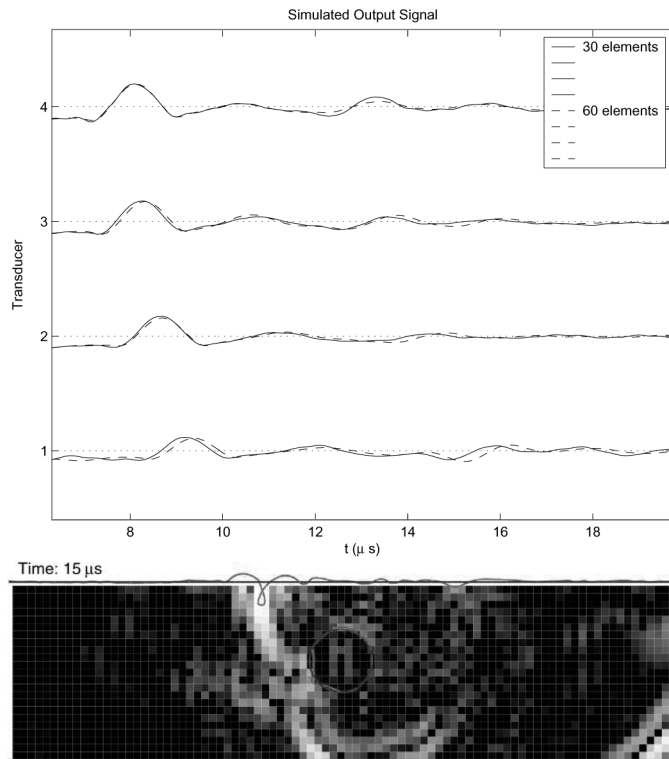 Simulated Output Signal
30 elements
60 elements
Transducer
4
3
2
1
8
10
12
14
16
18
t (μ s)
Time: 15 μs